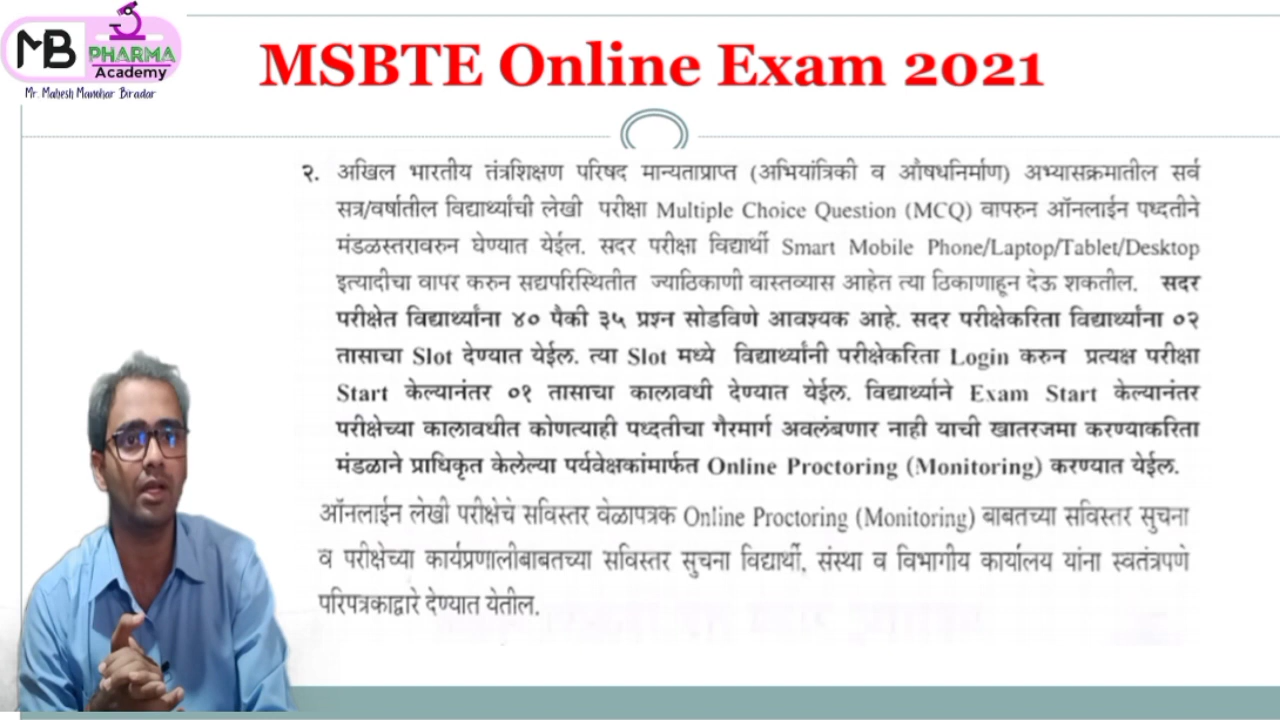 MB
PHARMA
Academy
Mr. Mahesh Manohar Biradar
MSBTE Online Exam 2021
२. अखिल भारतीय तंत्रशिक्षण परिषद मान्यताप्राप्त (अभियांत्रिकी व औषधनिर्माण) अभ्यासक्रमातील सर्व
सत्र/वर्षातील विद्यार्थ्यांची लेखी परीक्षा Multiple Choice Question (MCQ) वापरुन ऑनलाईन पध्दतीने
मंडळस्तरावरुन घेण्यात येईल. सदर परीक्षा विद्यार्थी Smart Mobile Phone/Laptop/Tablet/Desktop
इत्यादीचा वापर करुन सद्यपरिस्थितीत ज्याठिकाणी वास्तव्यास आहेत त्या ठिकाणाहून देऊ शकतील. सदर
परीक्षेत विद्यार्थ्यांना ४० पैकी ३५ प्रश्न सोडविणे आवश्यक आहे. सदर परीक्षेकरिता विद्यार्थ्यांना ०२
तासाचा Slot देण्यात येईल. त्या Slot मध्ये विद्यार्थ्यांनी परीक्षेकरिता Login करुन प्रत्यक्ष परीक्षा
Start केल्यानंतर ०१ तासाचा कालावधी देण्यात येईल. विद्यार्थ्याने Exam Start केल्यानंतर
परीक्षेच्या कालावधीत कोणत्याही पध्दतीचा गैरमार्ग अवलंबणार नाही याची खातरजमा करण्याकरिता
मंडळाने प्राधिकृत केलेल्या पर्यवेक्षकांमार्फत Online Proctoring (Monitoring) करण्यात येईल.
ऑनलाईन लेखी परीक्षेचे सविस्तर वेळापत्रक Online Proctoring (Monitoring) बाबतच्या सविस्तर सुचना
व परीक्षेच्या कार्यप्रणालीबाबतच्या सविस्तर सुचना विद्यार्थी, संस्था व विभागीय कार्यालय यांना स्वतंत्रपणे
परिपत्रकाद्वारे देण्यात येतील.